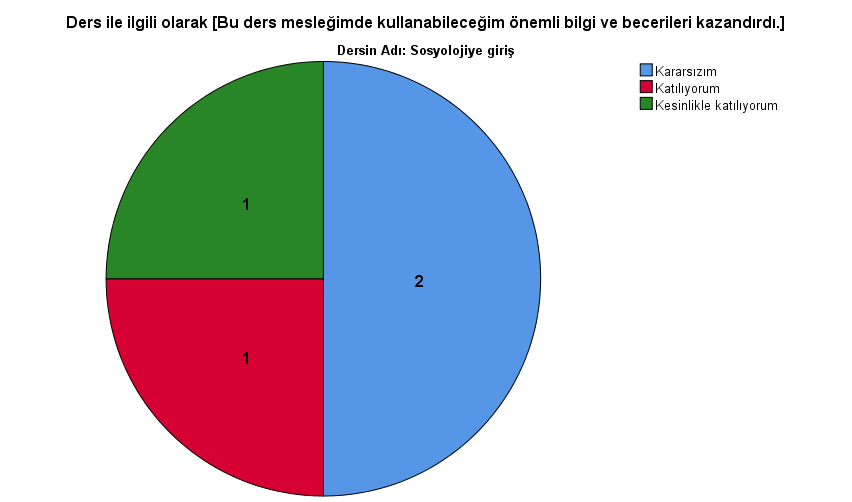 Ders ile ilgili olarak [Bu ders mesleğimde kullanabileceğim önemli bilgi ve becerileri kazandırdı.]
Dersin Adı: Sosyolojiye giriş
Kararsızım
Katılıyorum
Kesinlikle katılıyorum
1
2
1